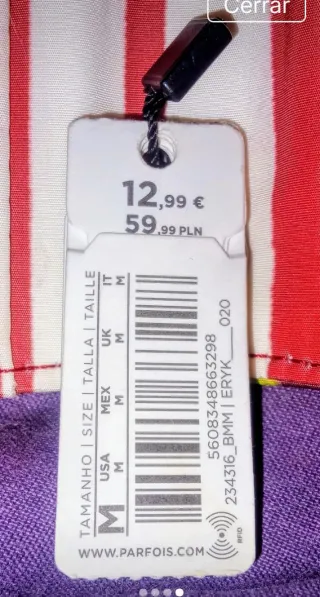 Cerrar
12,99 €
59,99 PLN
TAMANHO | SIZE | TALLA | TAILLE
M
USA MEX UK IT
M M M M
5608348663298
234316_BMM | ERYK__020
WWW.PARFOIS.COM
RFID